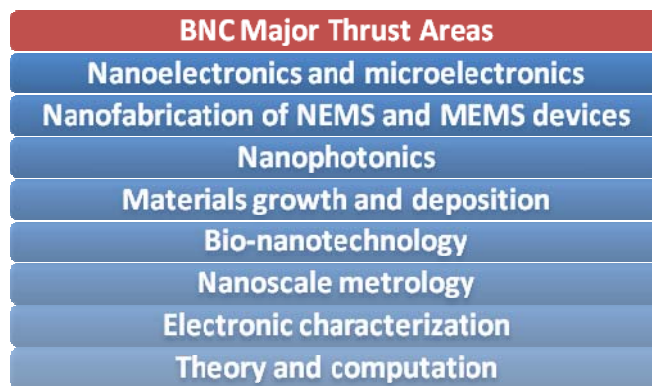 BNC Major Thrust Areas
Nanoelectronics and microelectronics
Nanofabrication of NEMS and MEMS devices
Nanophotonics
Materials growth and deposition
Bio-nanotechnology
Nanoscale metrology
Electronic characterization
Theory and computation